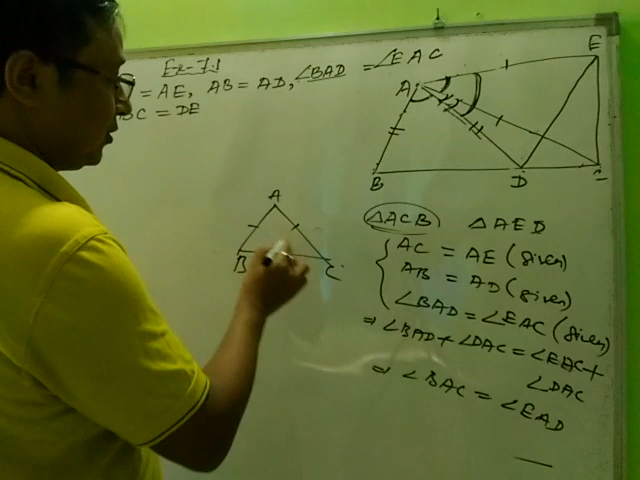 Ex-7.1
= AE, AB = AD, ∠BAD = ∠EAC
BC = DE
E
A
B
D
C
A
B
C
△ACB △AED
AC = AE (given)
AB = AD (given)
∠BAD = ∠EAC (given)
⇒ ∠BAD + ∠DAC = ∠EAC +
∠DAC
⇒ ∠BAC = ∠EAD